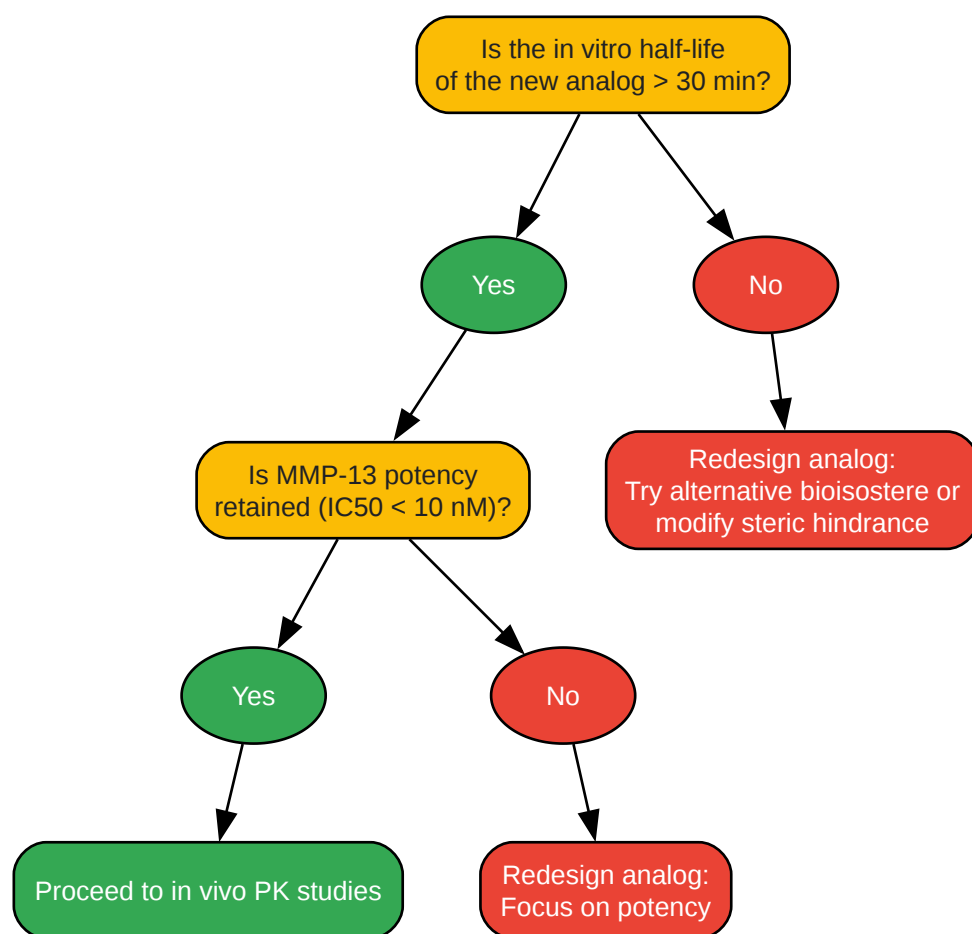 Is the in vitro half-life
of the new analog > 30 min?
Yes
No
Is MMP-13 potency
retained (IC50 < 10 nM)?
Redesign analog:
Try alternative bioisostere or
modify steric hindrance
Yes
No
Proceed to in vivo PK studies
Redesign analog:
Focus on potency